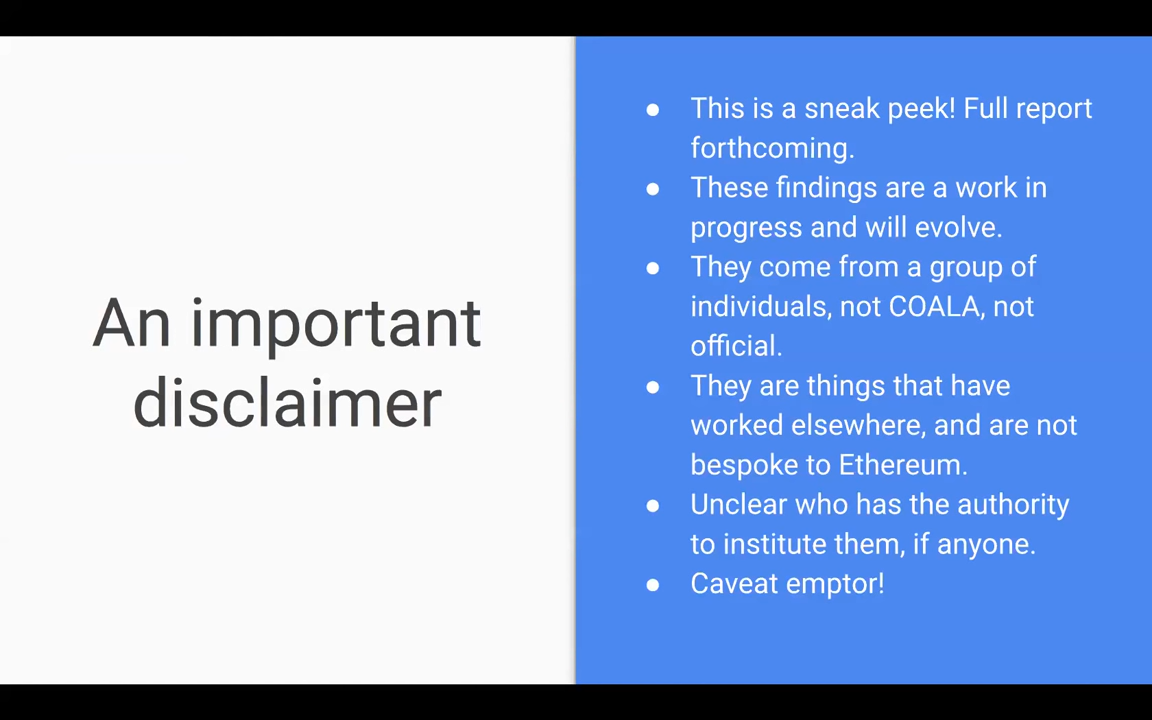 An important
disclaimer
● This is a sneak peek! Full report
forthcoming.
● These findings are a work in
progress and will evolve.
● They come from a group of
individuals, not COALA, not
official.
● They are things that have
worked elsewhere, and are not
bespoke to Ethereum.
● Unclear who has the authority
to institute them, if anyone.
● Caveat emptor!